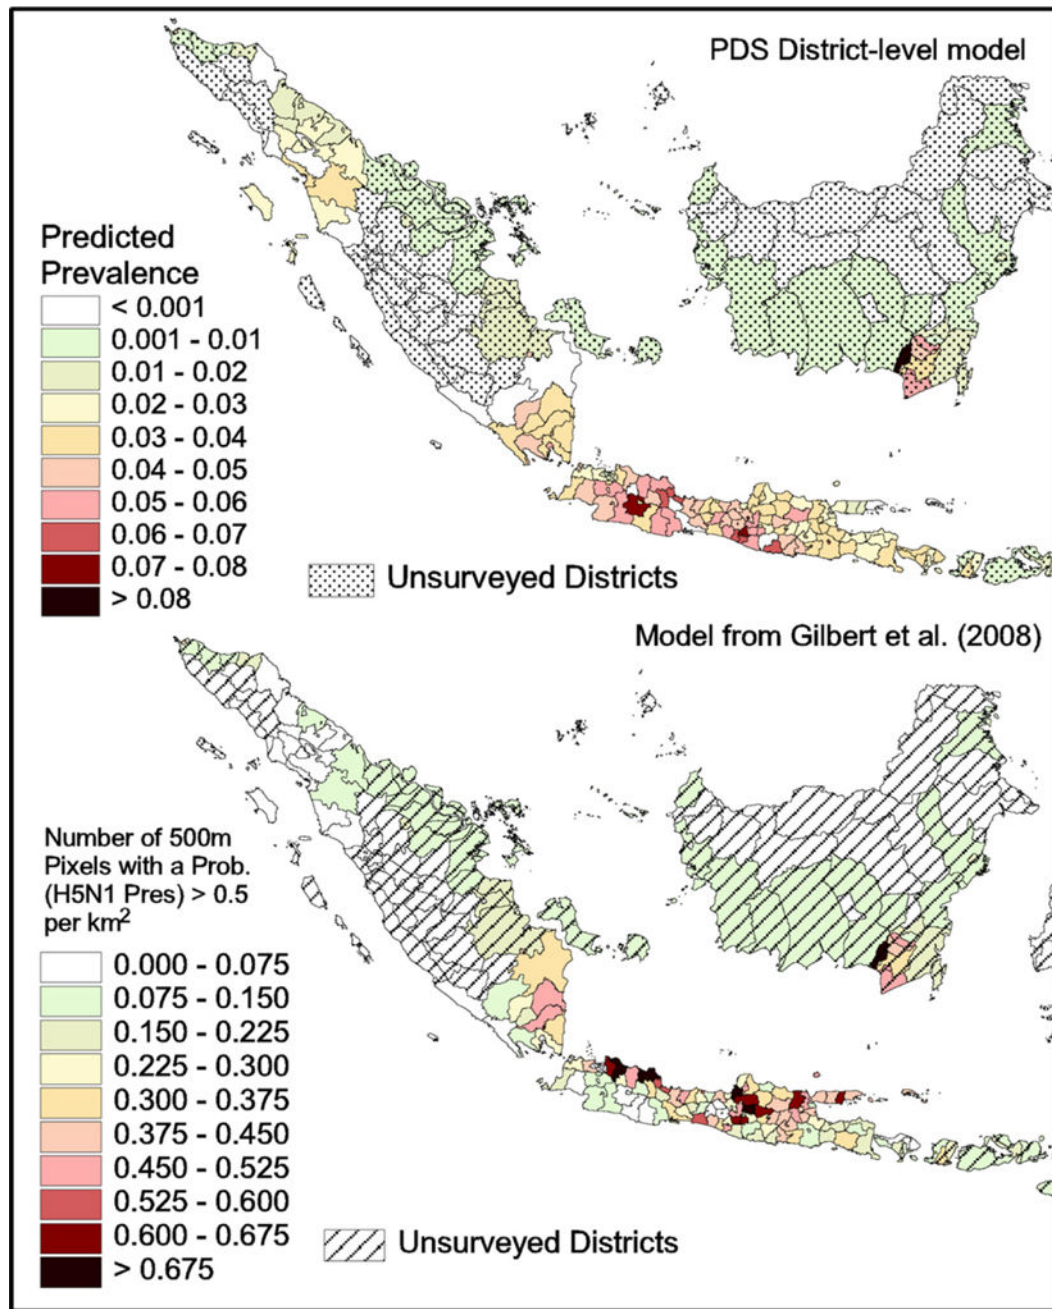 PDS District-level model
Predicted
Prevalence
< 0.001
0.001 - 0.01
0.01 - 0.02
0.02 - 0.03
0.03 - 0.04
0.04 - 0.05
0.05 - 0.06
0.06 - 0.07
0.07 - 0.08
> 0.08
Unsurveyed Districts
Model from Gilbert et al. (2008)
Number of 500m
Pixels with a Prob.
(H5N1 Pres) > 0.5
per km²
0.000 - 0.075
0.075 - 0.150
0.150 - 0.225
0.225 - 0.300
0.300 - 0.375
0.375 - 0.450
0.450 - 0.525
0.525 - 0.600
0.600 - 0.675
> 0.675
Unsurveyed Districts